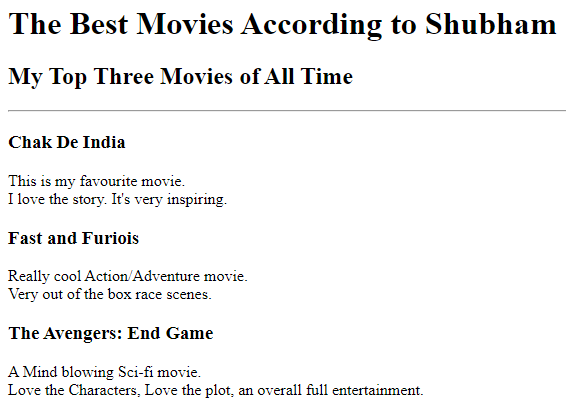 The Best Movies According to Shubham
My Top Three Movies of All Time
Chak De India
This is my favourite movie.
I love the story. It's very inspiring.
Fast and Furiois
Really cool Action/Adventure movie.
Very out of the box race scenes.
The Avengers: End Game
A Mind blowing Sci-fi movie.
Love the Characters, Love the plot, an overall full entertainment.